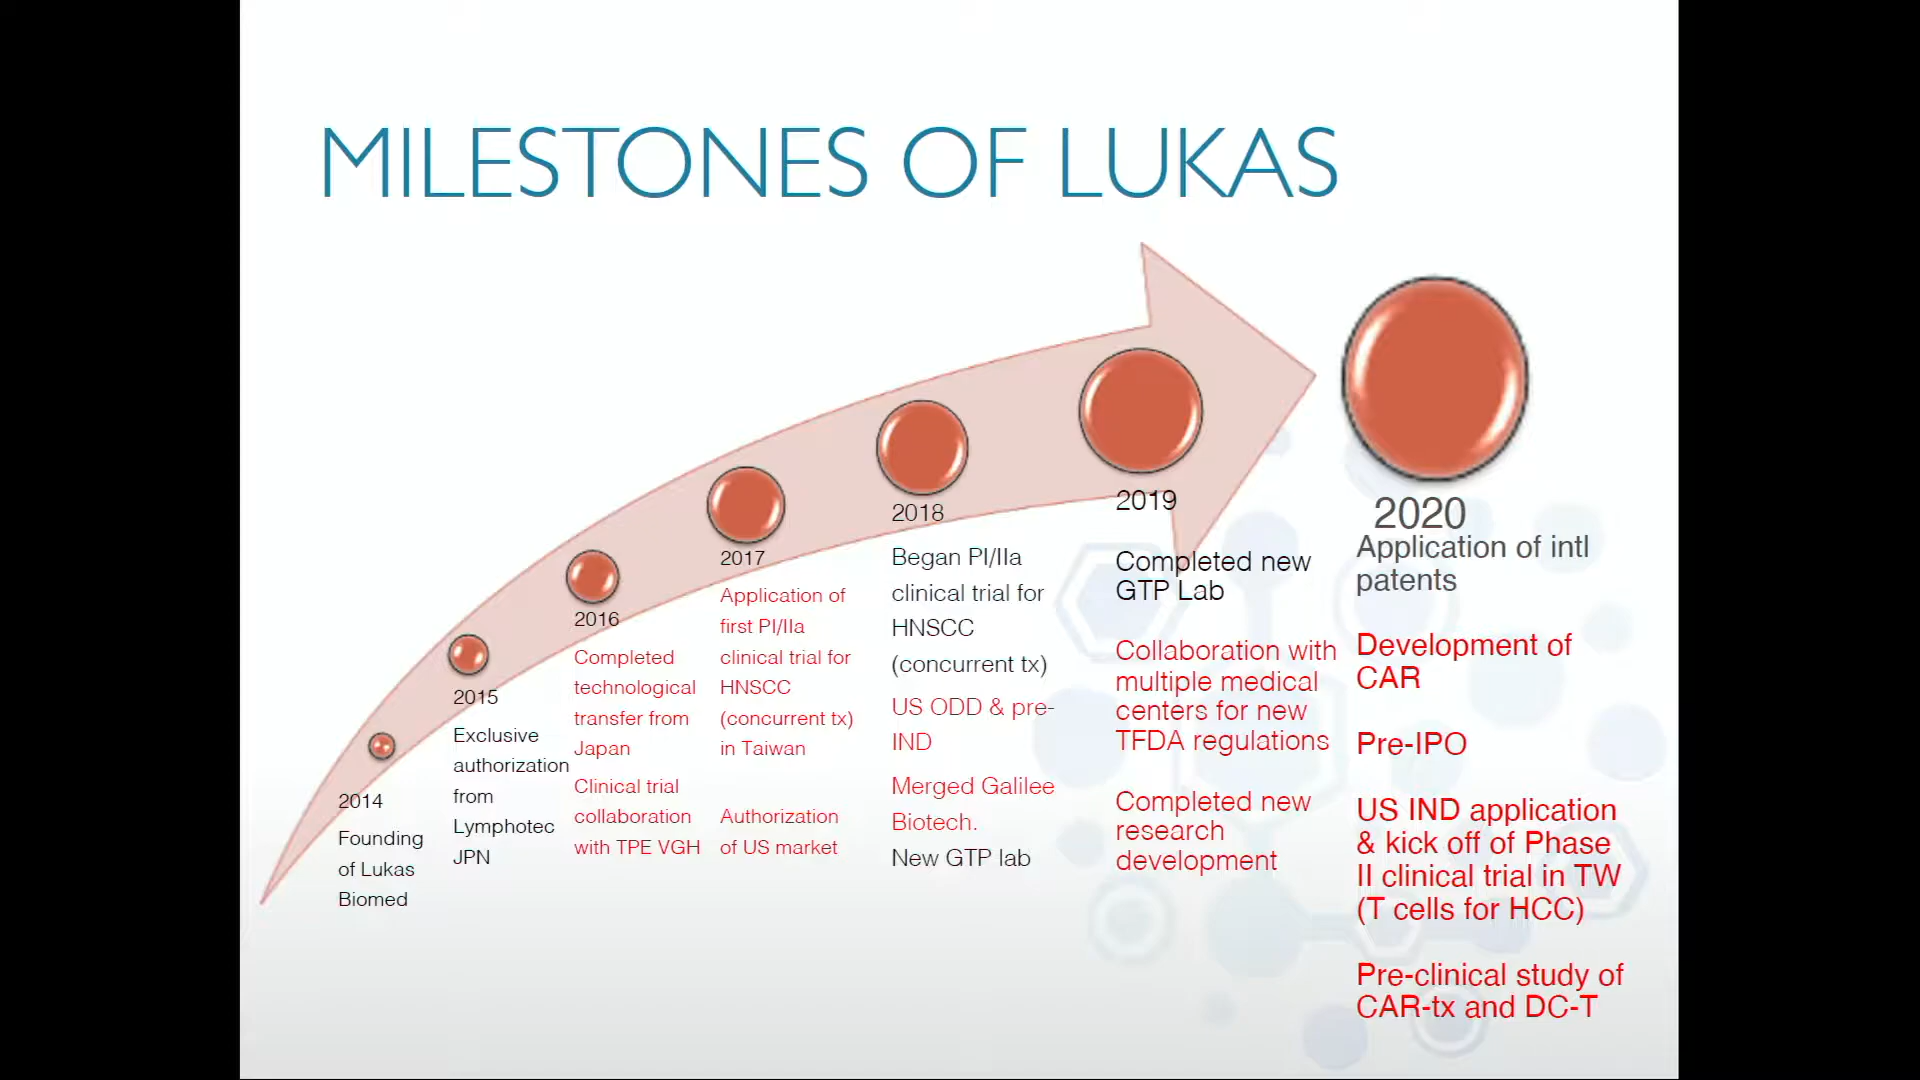 MILESTONES OF LUKAS
2014
Founding
of Lukas
Biomed
2015
Exclusive
authorization
from
Lymphotec
JPN
2016
Completed
technological
transfer from
Japan
Clinical trial
collaboration
with TPE VGH
2017
Application of
first PI/IIa
clinical trial for
HNSCC
(concurrent tx)
in Taiwan
Authorization
of US market
2018
Began PI/IIa
clinical trial for
HNSCC
(concurrent tx)
US ODD & pre-
IND
Merged Galilee
Biotech.
New GTP lab
2019
Completed new
GTP Lab
Collaboration with
multiple medical
centers for new
TFDA regulations
Completed new
research
development
2020
Application of intl
patents
Development of
CAR
Pre-IPO
US IND application
& kick off of Phase
II clinical trial in TW
(T cells for HCC)
Pre-clinical study of
CAR-tx and DC-T